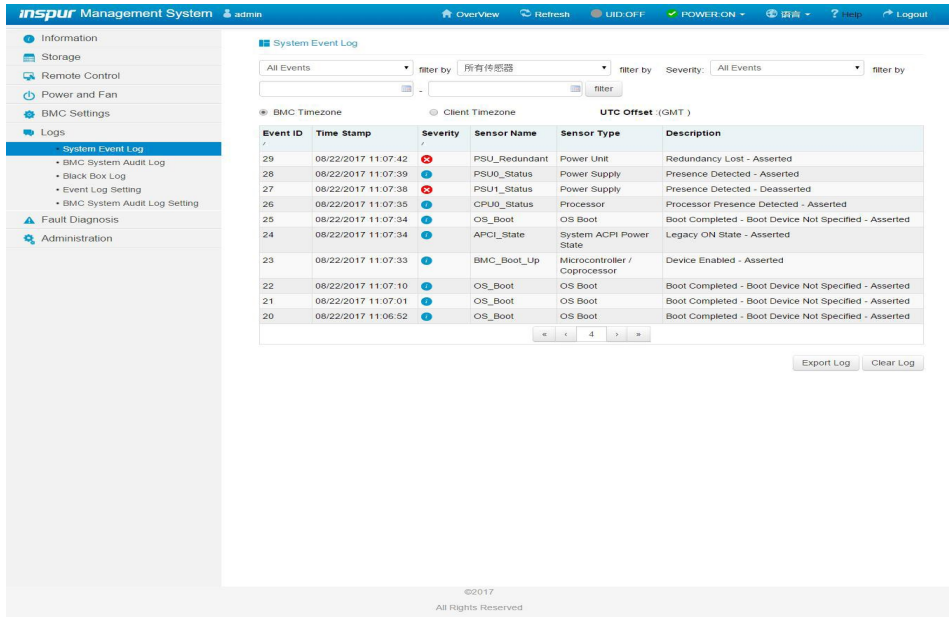 inspur Management System admin OverView Refresh UID:OFF POWER:ON 语言 Help Logout
Information
Storage
Remote Control
Power and Fan
BMC Settings
Logs
• System Event Log
• BMC System Audit Log
• Black Box Log
• Event Log Setting
• BMC System Audit Log Setting
Fault Diagnosis
Administration
System Event Log
All Events filter by 所有传感器 filter by Severity: All Events filter by
- filter
BMC Timezone Client Timezone UTC Offset :(GMT )
Event ID Time Stamp Severity Sensor Name Sensor Type Description
29 08/22/2017 11:07:42 PSU_Redundant Power Unit Redundancy Lost - Asserted
28 08/22/2017 11:07:39 PSU0_Status Power Supply Presence Detected - Asserted
27 08/22/2017 11:07:38 PSU1_Status Power Supply Presence Detected - Deasserted
26 08/22/2017 11:07:35 CPU0_Status Processor Processor Presence Detected - Asserted
25 08/22/2017 11:07:34 OS_Boot OS Boot Boot Completed - Boot Device Not Specified - Asserted
24 08/22/2017 11:07:34 APCI_State System ACPI Power Legacy ON State - Asserted
State
23 08/22/2017 11:07:33 BMC_Boot_Up Microcontroller / Device Enabled - Asserted
Coprocessor
22 08/22/2017 11:07:10 OS_Boot OS Boot Boot Completed - Boot Device Not Specified - Asserted
21 08/22/2017 11:07:01 OS_Boot OS Boot Boot Completed - Boot Device Not Specified - Asserted
20 08/22/2017 11:06:52 OS_Boot OS Boot Boot Completed - Boot Device Not Specified - Asserted
« ‹ 4 › »
Export Log Clear Log
©2017
All Rights Reserved